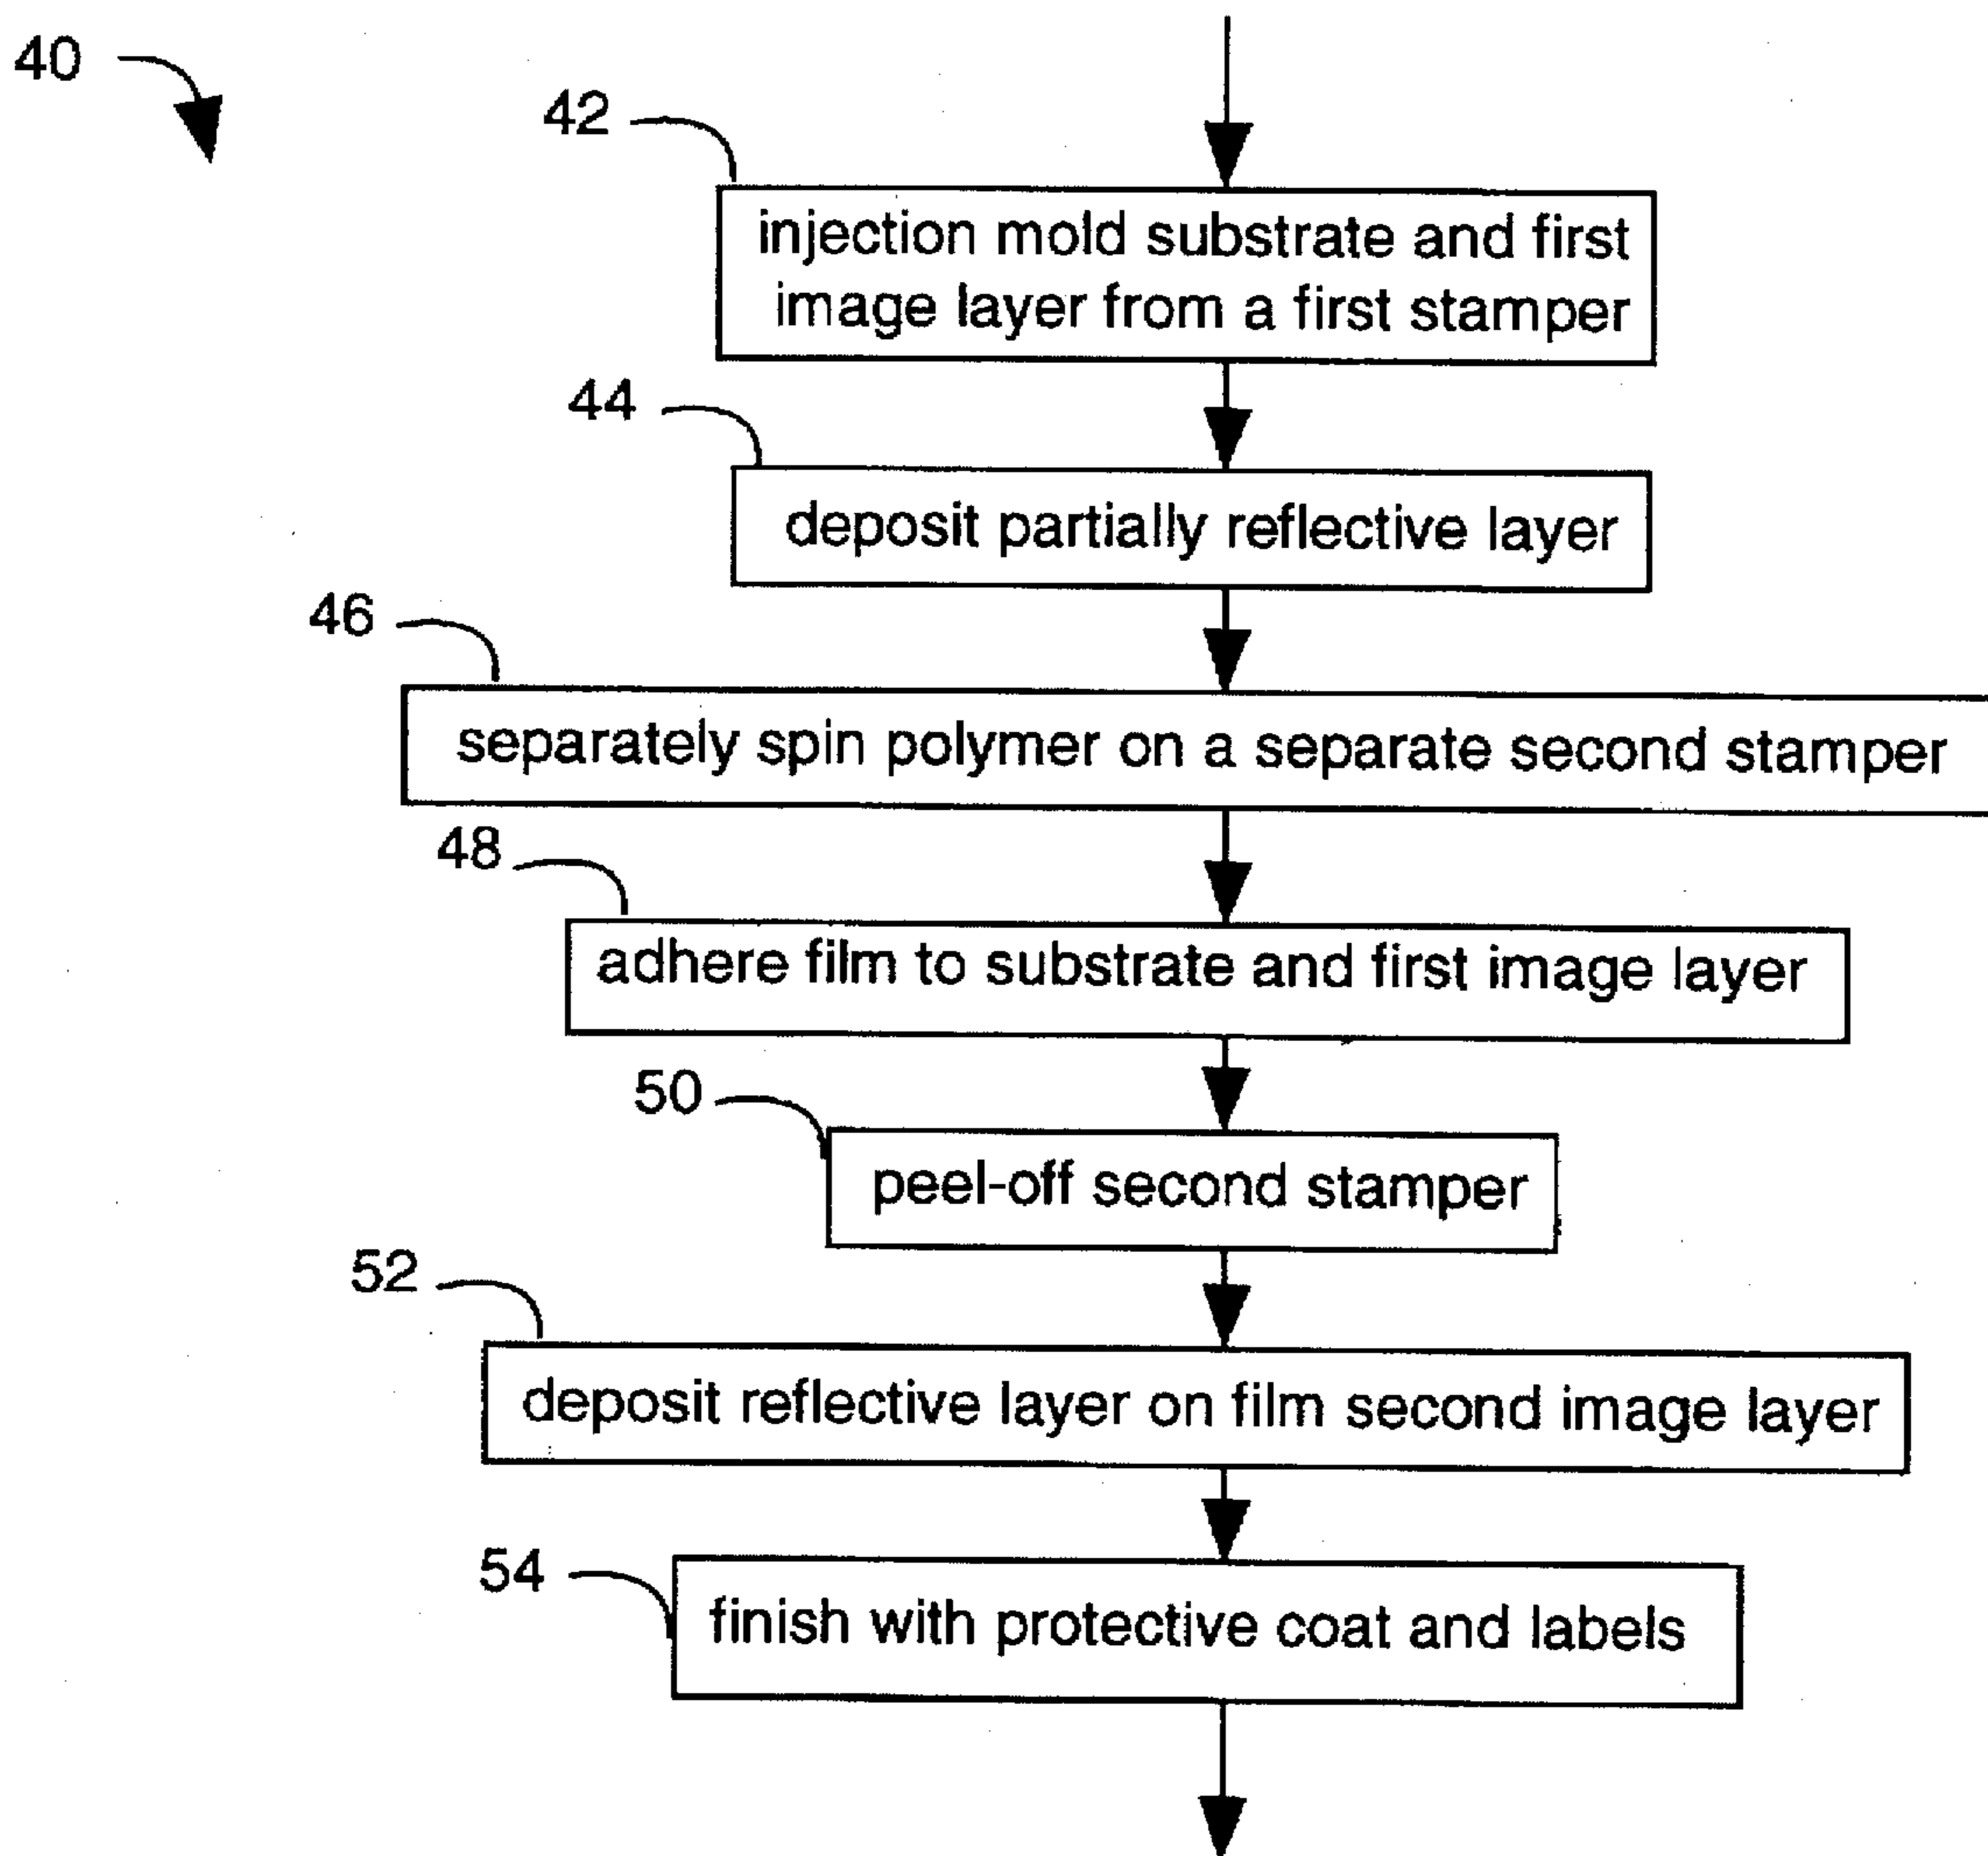 40
42
injection mold substrate and first
image layer from a first stamper
44
deposit partially reflective layer
46
separately spin polymer on a separate second stamper
48
adhere film to substrate and first image layer
50
peel-off second stamper
52
deposit reflective layer on film second image layer
54
finish with protective coat and labels